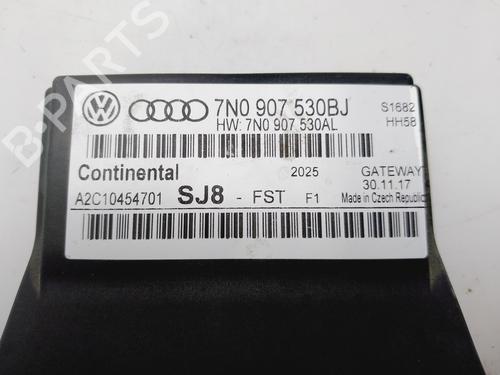 7N0 907 530BJ
S1682
HW: 7N0 907 530AL
HH58
Continental
2025
GATEWAY
30.11.17
A2C10454701 SJ8 - FST F1
Made in Czech Republic
B-PARTS